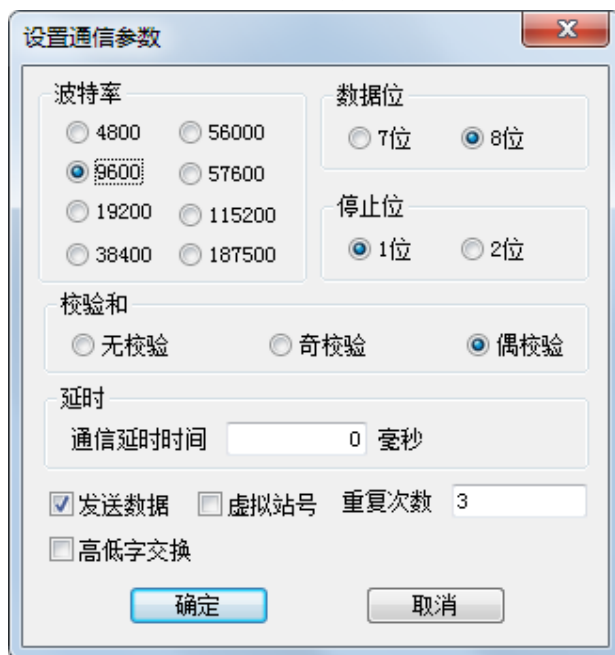 设置通信参数
波特率
4800 56000
9600 57600
19200 115200
38400 187500
数据位
7位 8位
停止位
1位 2位
校验和
无校验 奇校验 偶校验
延时
通信延时时间 0 毫秒
发送数据 虚拟站号 重复次数 3
高低字交换
确定 取消